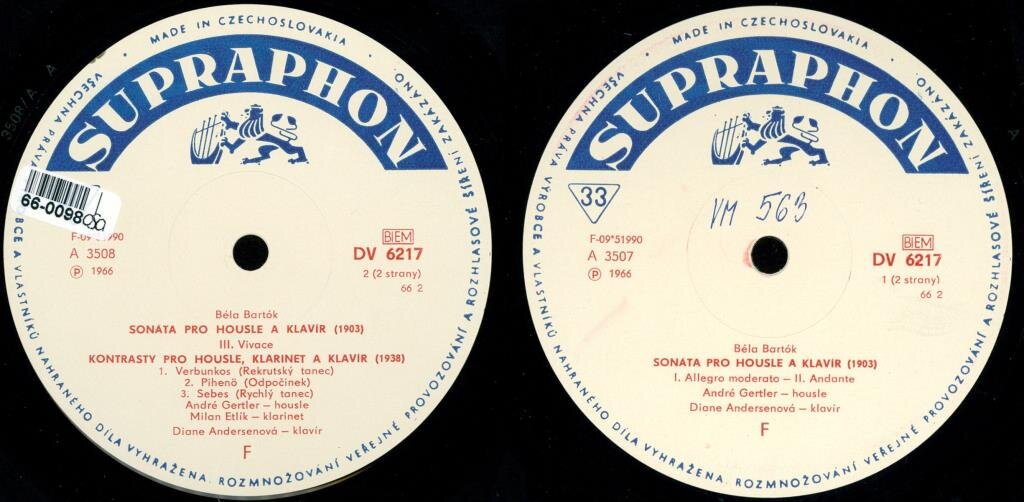 MADE IN CZECHOSLOVAKIA
SUPRAPHON
66-0098
F-09*51990
A 3508
Ⓟ 1966
BIEM
DV 6217
2 (2 strany)
66 2
Béla Bartók
SONÁTA PRO HOUSLE A KLAVÍR (1903)
III. Vivace
KONTRASTY PRO HOUSLE, KLARINET A KLAVÍR (1938)
1. Verbunkos (Rekrutský tanec)
2. Pihenö (Odpočinek)
3. Sebes (Rychlý tanec)
André Gertler – housle
Milan Etlík – klarinet
Diane Andersenová – klavír
F
VŠECHNA PRÁVA VÝROBCE A VLASTNÍKŮ NAHRANÉHO DÍLA VYHRAŽENA. ROZMNOŽOVÁNÍ VEŘEJNÉ PROVOZOVÁNÍ A ROZHLASOVÉ ŠÍŘENÍ ZAKÁZÁNO.
3508/A A
MADE IN CZECHOSLOVAKIA
SUPRAPHON
33
VM 563
F-09*51990
A 3507
Ⓟ 1966
BIEM
DV 6217
1 (2 strany)
66 2
Béla Bartók
SONÁTA PRO HOUSLE A KLAVÍR (1903)
I. Allegro moderato – II. Andante
André Gertler – housle
Diane Andersenová – klavír
F
VŠECHNA PRÁVA VÝROBCE A VLASTNÍKŮ NAHRANÉHO DÍLA VYHRAŽENA. ROZMNOŽOVÁNÍ VEŘEJNÉ PROVOZOVÁNÍ A ROZHLASOVÉ ŠÍŘENÍ ZAKÁZÁNO.
A